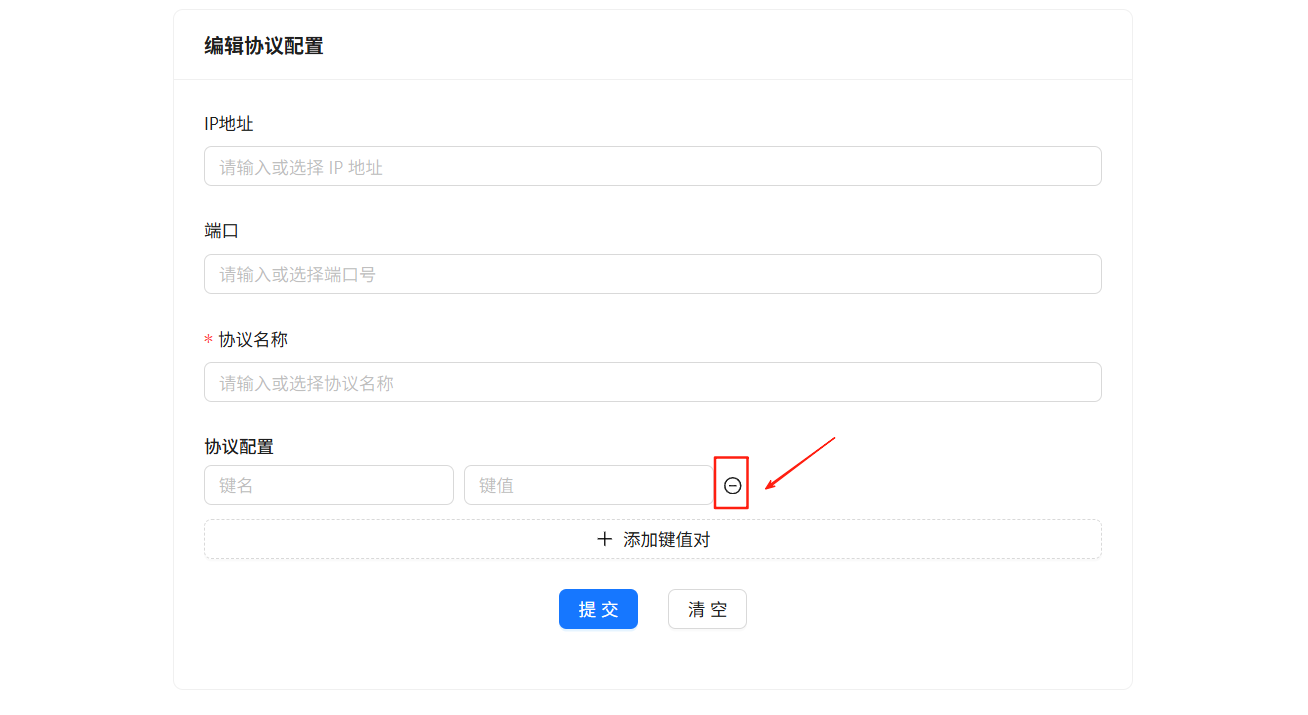 编辑协议配置
IP地址
请输入或选择 IP 地址
端口
请输入或选择端口号
* 协议名称
请输入或选择协议名称
协议配置
键名 键值
+ 添加键值对
提 交 清 空